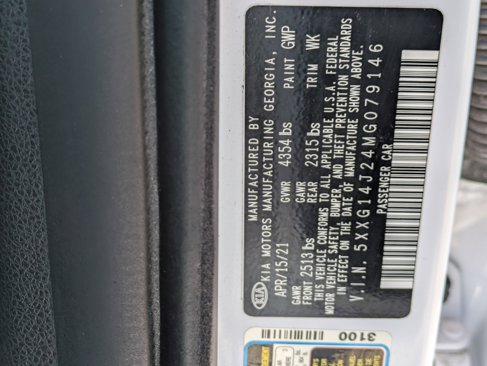 MANUFACTURED BY
KIA KIA MOTORS MANUFACTURING GEORGIA, INC.
APR/15/21 GVWR 4354 lbs PAINT GWP
GAWR FRONT 2513 lbs GAWR REAR 2315 lbs TRIM WK
THIS VEHICLE CONFORMS TO ALL APPLICABLE U.S.A. FEDERAL
MOTOR VEHICLE SAFETY, BUMPER, AND THEFT PREVENTION STANDARDS
IN EFFECT ON THE DATE OF MANUFACTURE SHOWN ABOVE.
V.I.N. 5XXG14J24MG079146
PASSENGER CAR
3100